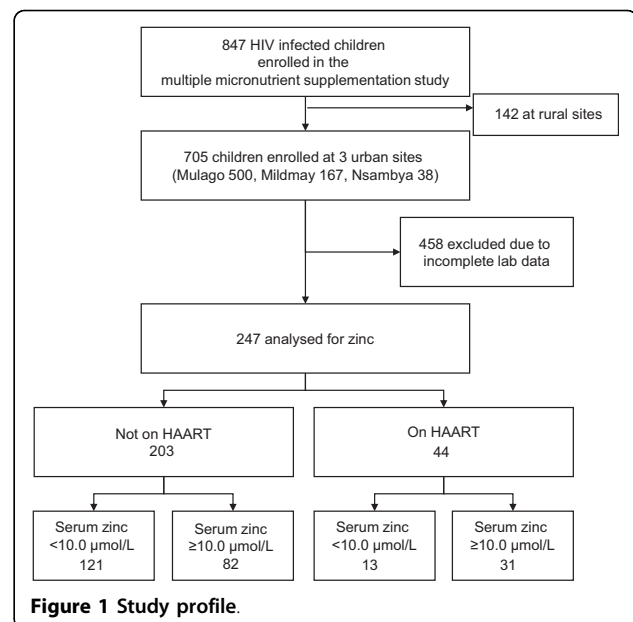 847 HIV infected children
enrolled in the
multiple micronutrient supplementation study
142 at rural sites
705 children enrolled at 3 urban sites
(Mulago 500, Mildmay 167, Nsambya 38)
458 excluded due to
incomplete lab data
247 analysed for zinc
Not on HAART
203
On HAART
44
Serum zinc
<10.0 μmol/L
121
Serum zinc
≥10.0 μmol/L
82
Serum zinc
<10.0 μmol/L
13
Serum zinc
≥10.0 μmol/L
31
Figure 1 Study profile.